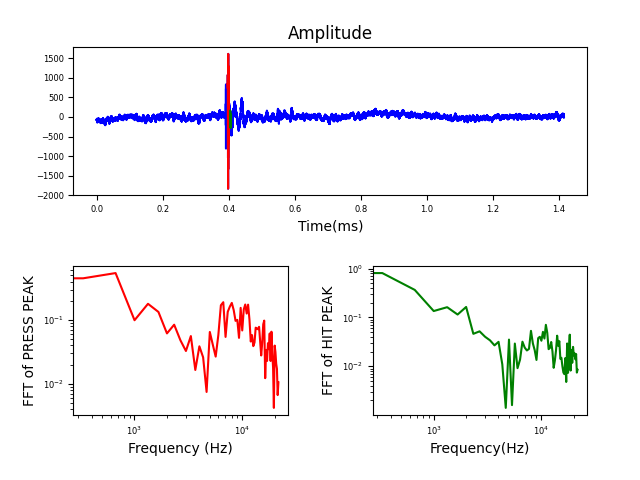 Amplitude
1500
1000
500
0
−500
−1000
−1500
−2000
0.0 0.2 0.4 0.6 0.8 1.0 1.2 1.4
Time(ms)
FFT of PRESS PEAK
10⁻¹
10⁻²
10³ 10⁴
Frequency (Hz)
FFT of HIT PEAK
10⁰
10⁻¹
10⁻²
10³ 10⁴
Frequency(Hz)